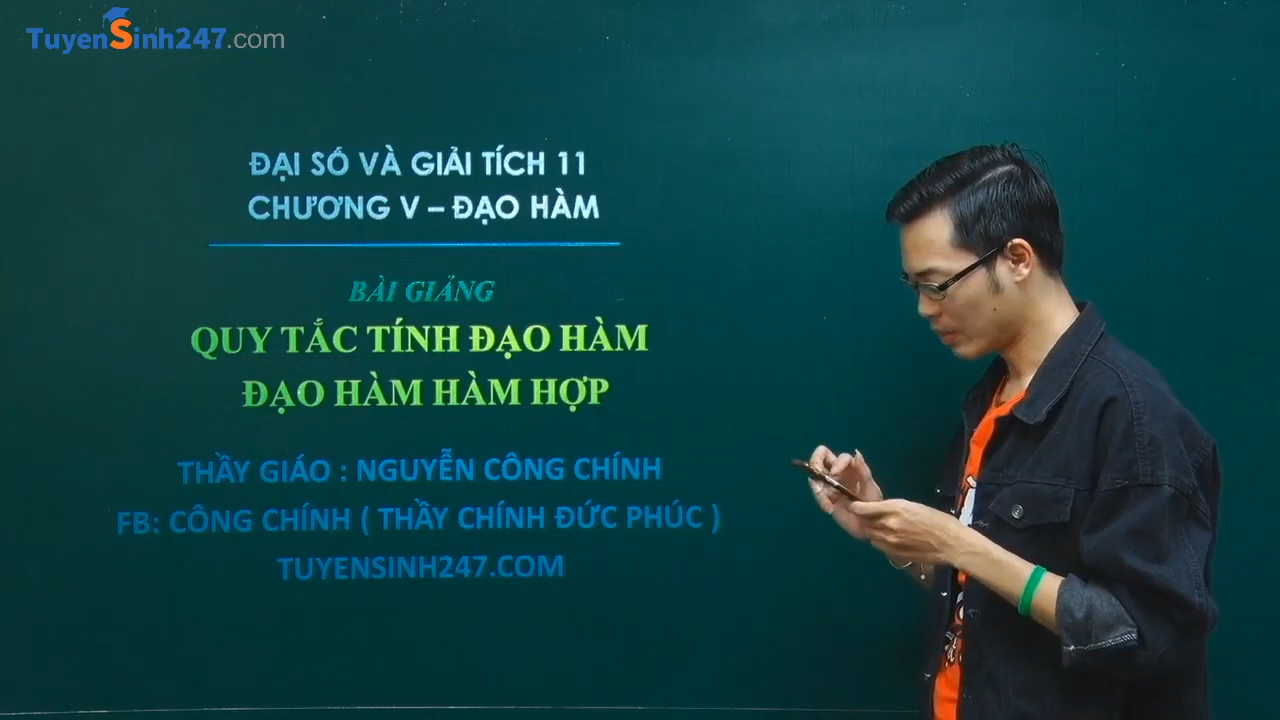 TuyenSinh247.com
ĐẠI SỐ VÀ GIẢI TÍCH 11
CHƯƠNG V – ĐẠO HÀM
BÀI GIẢNG
QUY TẮC TÍNH ĐẠO HÀM
ĐẠO HÀM HÀM HỢP
THẦY GIÁO : NGUYỄN CÔNG CHÍNH
FB: CÔNG CHÍNH ( THẦY CHÍNH ĐỨC PHÚC )
TUYENSINH247.COM